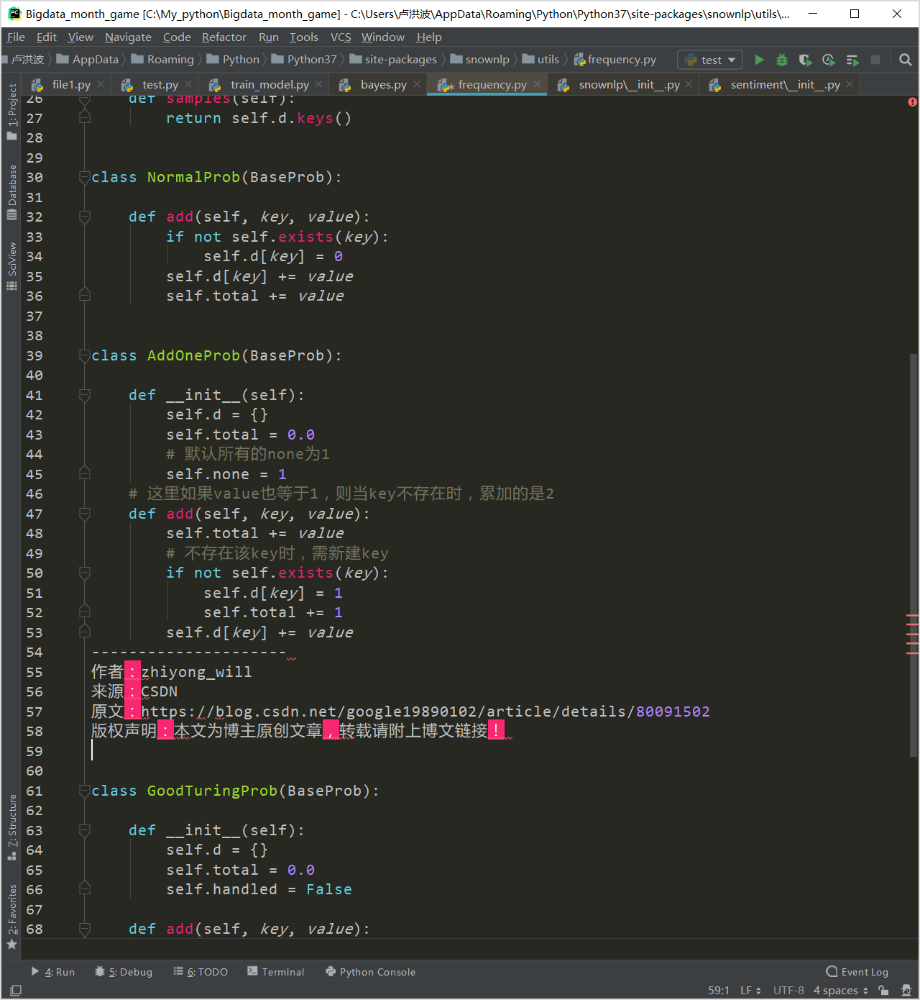 Bigdata_month_game [C:\My_python\Bigdata_month_game] - C:\Users\卢洪波\AppData\Roaming\Python\Python37\site-packages\snownlp\utils\...
File Edit View Navigate Code Refactor Run Tools VCS Window Help
卢洪波 AppData Roaming Python Python37 site-packages snownlp utils frequency.py test
file1.py test.py train_model.py bayes.py frequency.py snownlp\__init__.py sentiment\__init__.py
1: Project
Database
SciView
7: Structure
2: Favorites
26 def samples(self):
27 return self.d.keys()
28
29
30 class NormalProb(BaseProb):
31
32 def add(self, key, value):
33 if not self.exists(key):
34 self.d[key] = 0
35 self.d[key] += value
36 self.total += value
37
38
39 class AddOneProb(BaseProb):
40
41 def __init__(self):
42 self.d = {}
43 self.total = 0.0
44 # 默认所有的none为1
45 self.none = 1
46 # 这里如果value也等于1，则当key不存在时，累加的是2
47 def add(self, key, value):
48 self.total += value
49 # 不存在该key时，需新建key
50 if not self.exists(key):
51 self.d[key] = 1
52 self.total += 1
53 self.d[key] += value
54 ---------------------
55 作者：zhiyong_will
56 来源：CSDN
57 原文：https://blog.csdn.net/google19890102/article/details/80091502
58 版权声明：本文为博主原创文章，转载请附上博文链接！
59
60
61 class GoodTuringProb(BaseProb):
62
63 def __init__(self):
64 self.d = {}
65 self.total = 0.0
66 self.handled = False
67
68 def add(self, key, value):
4: Run 5: Debug 6: TODO Terminal Python Console Event Log
59:1 LF UTF-8 4 spaces